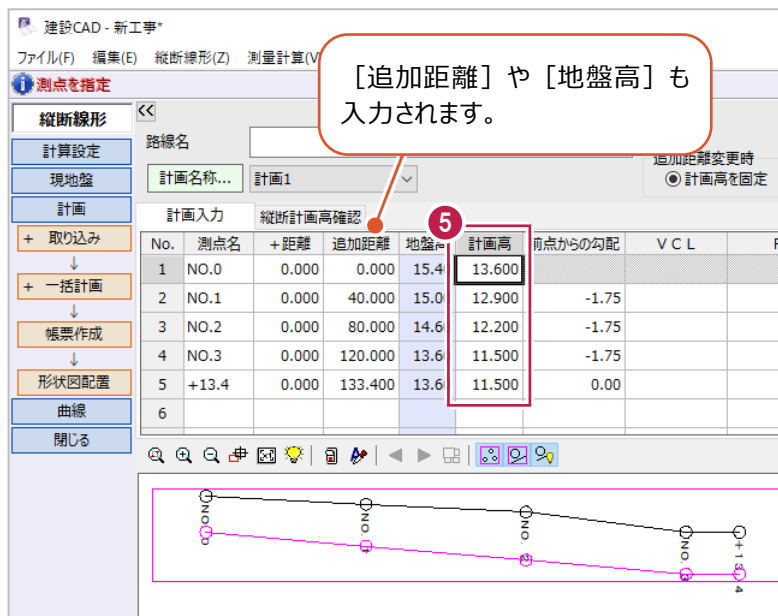 建設CAD - 新工事*
ファイル(F) 編集(E) 縦断線形(Z) 測量計算(V
測点を指定
［追加距離］や［地盤高］も
入力されます。
縦断線形
<<
計算設定
現地盤
計画
+ 取り込み
↓
+ 一括計画
↓
帳票作成
↓
形状図配置
曲線
閉じる
路線名
追加距離変更時
計画名称... 計画1
計画高を固定
計画入力 縦断計画高確認
5
No. 測点名 +距離 追加距離 地盤高 計画高 前点からの勾配 VCL
1 NO.0 0.000 0.000 15.4 13.600
2 NO.1 0.000 40.000 15.0 12.900 -1.75
3 NO.2 0.000 80.000 14.6 12.200 -1.75
4 NO.3 0.000 120.000 13.6 11.500 -1.75
5 +13.4 0.000 133.400 13.6 11.500 0.00
6
NO.0
NO.1
NO.2
NO.3
+13.4